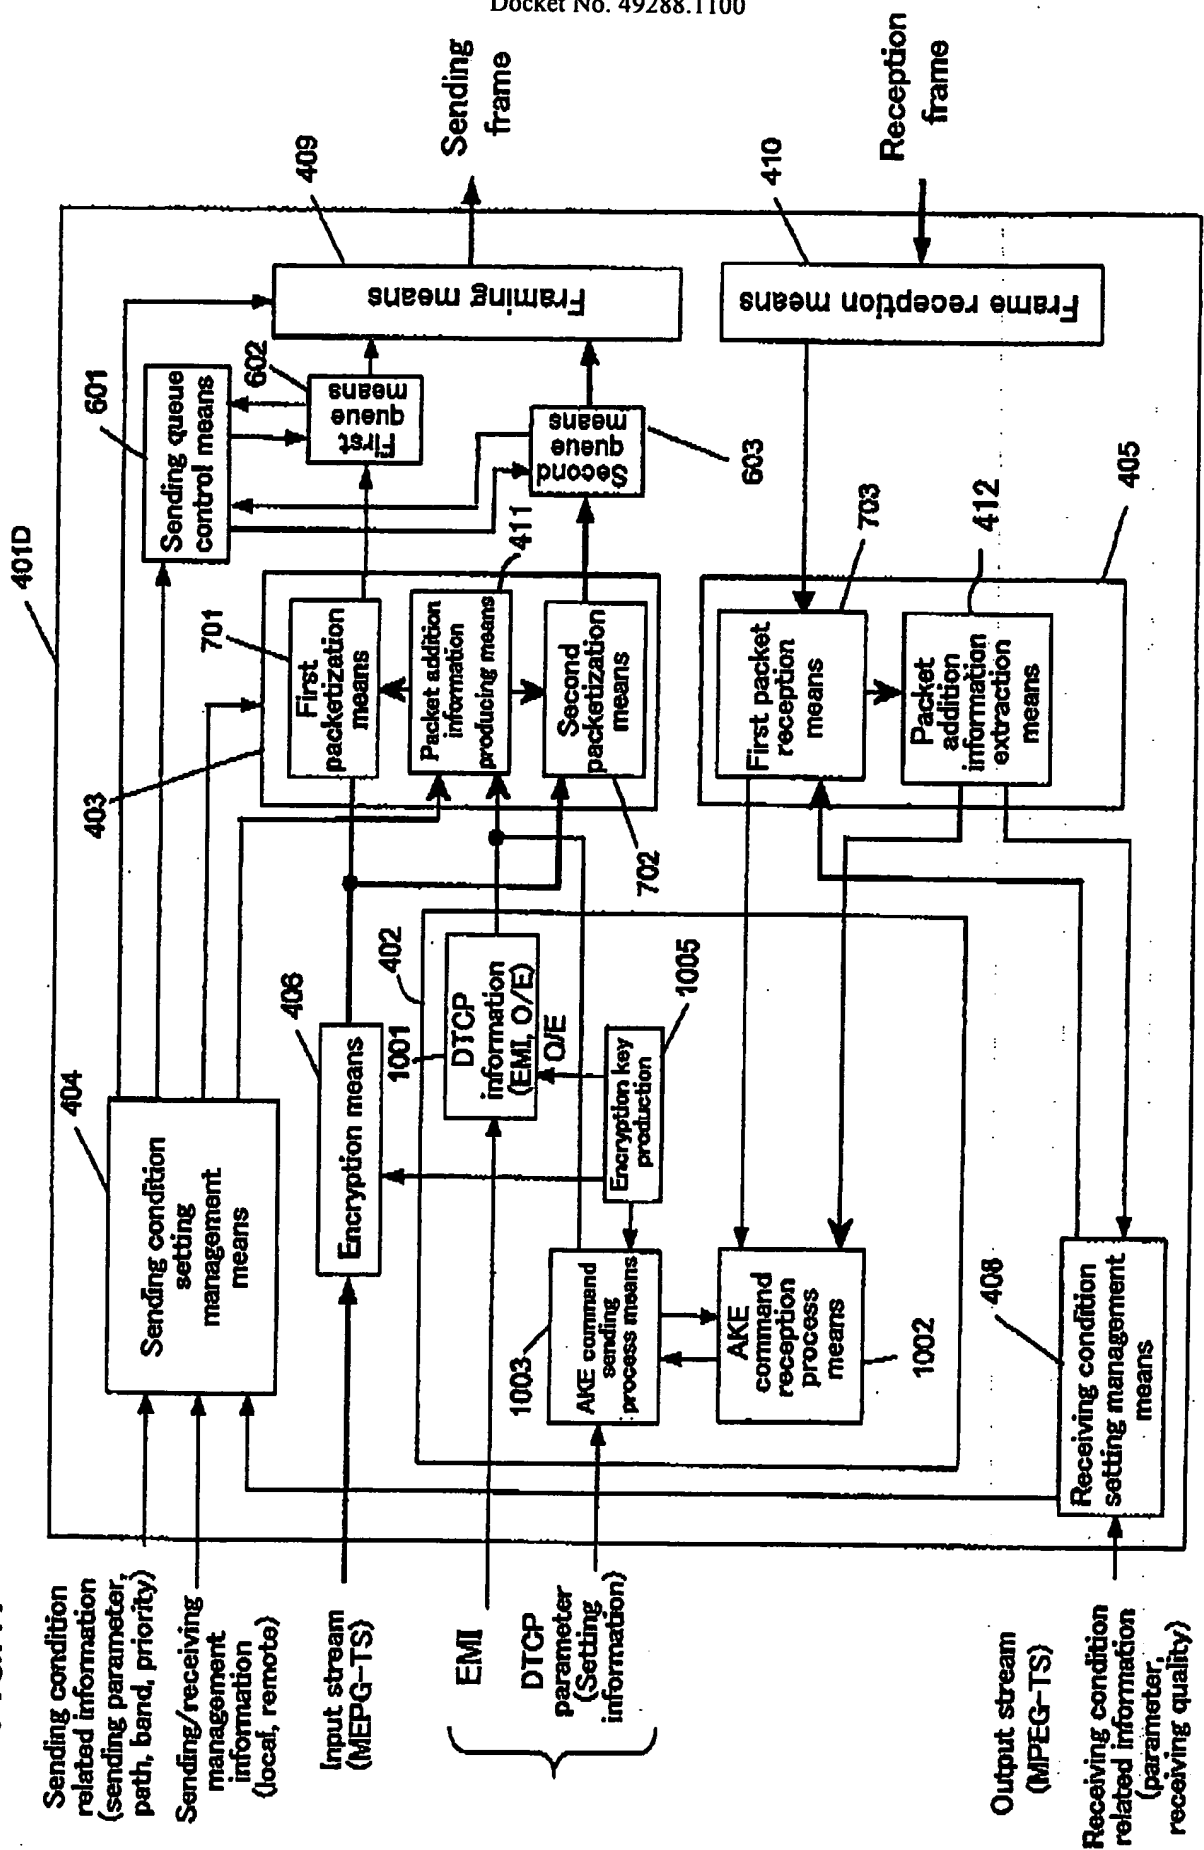 Docket No. 49288.1100
401D
Sending condition
related information
(sending parameter,
path, band, priority)
Sending/receiving
management
information
(local, remote)
Input stream
(MEPG-TS)
EMI
DTCP
parameter
(Setting
information)
Output stream
(MPEG-TS)
Receiving condition
related information
(parameter,
receiving quality)
404
Sending condition
setting
management
means
406
Encryption means
402
1001
DTCP
information
(EMI, O/E)
O/E
1005
Encryption key
production
1003
AKE command
sending
process means
AKE
command
reception
process
means
1002
408
Receiving condition
setting management
means
403
701
First
packetization
means
411
Packet addition
information
producing means
Second
packetization
means
702
703
First packet
reception
means
412
Packet
addition
information
extraction
means
405
601
Sending queue
control means
602
First
queue
means
603
Second
queue
means
409
Framing means
Sending
frame
410
Frame reception means
Reception
frame